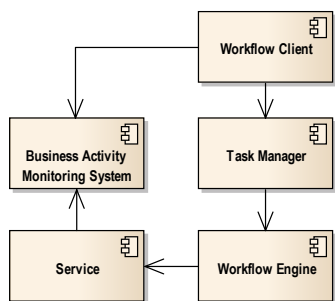 Workflow Client
Business Activity
Monitoring System
Task Manager
Service
Workflow Engine